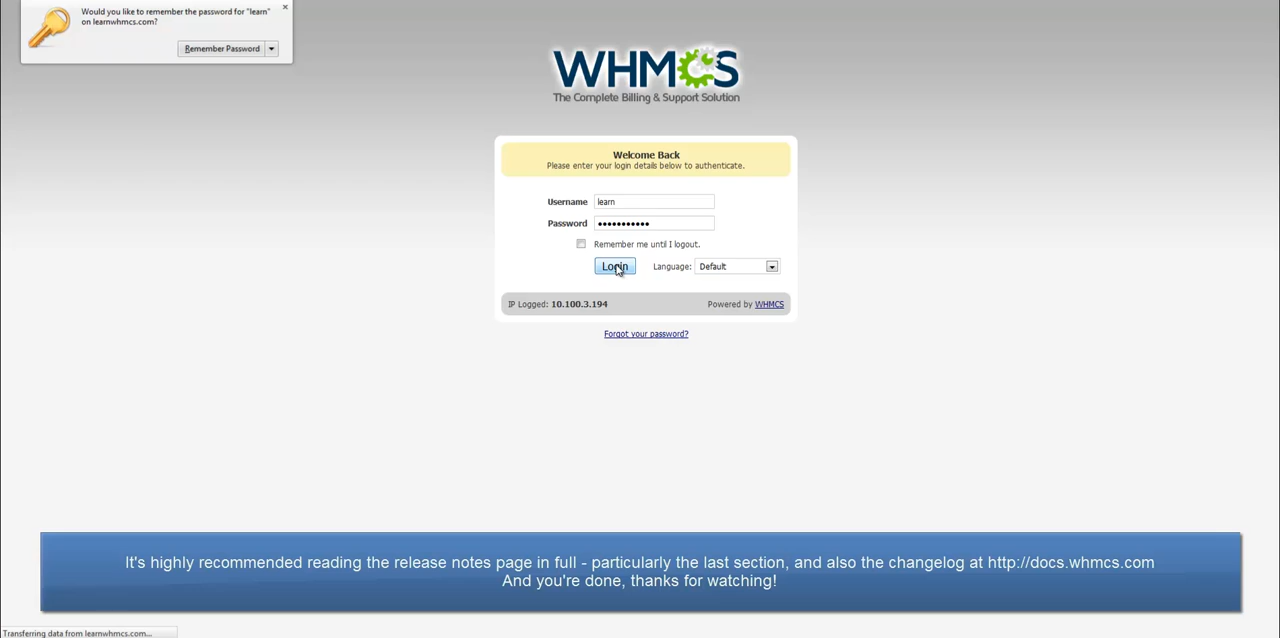 Would you like to remember the password for "learn"
on learnwhmcs.com?
Remember Password
WHMCS
The Complete Billing & Support Solution
Welcome Back
Please enter your login details below to authenticate.
Username learn
Password •••••••••••
Remember me until I logout.
Login Language: Default
IP Logged: 10.100.3.194 Powered by WHMCS
Forgot your password?
It's highly recommended reading the release notes page in full - particularly the last section, and also the changelog at http://docs.whmcs.com
And you're done, thanks for watching!
Transferring data from learnwhmcs.com...